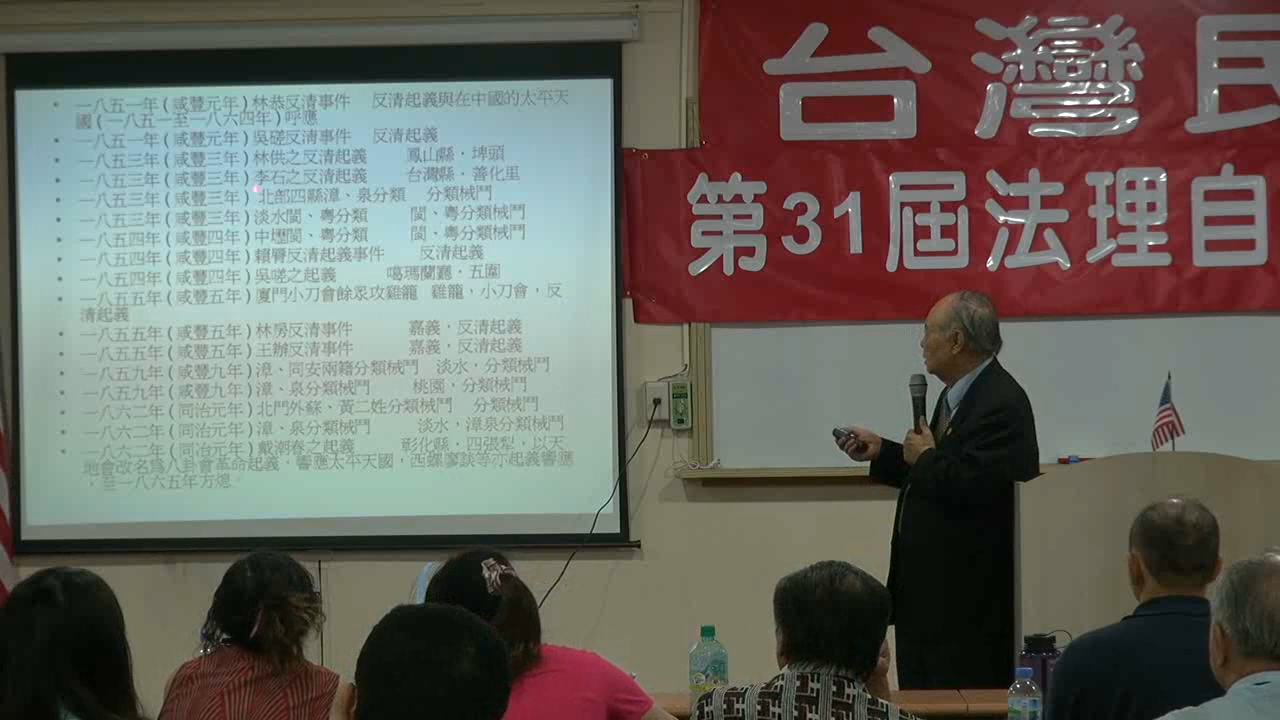 一八五一年(咸豐元年)林恭反清事件 反清起義與在中國的太平天
國(一八五一至一八六四年)呼應
一八五一年(咸豐元年)吳磋反清事件 反清起義
一八五三年(咸豐三年)林供之反清起義 鳳山縣．埤頭
一八五三年(咸豐三年)李石之反清起義 台灣縣．善化里
一八五三年(咸豐三年)北部四縣漳、泉分類 分類械鬥
一八五三年(咸豐三年)淡水閩、粵分類 閩、粵分類械鬥
一八五四年(咸豐四年)中壢閩、粵分類 閩、粵分類械鬥
一八五四年(咸豐四年)賴脣反清起義事件 反清起義
一八五四年(咸豐四年)吳嗟之起義 噶瑪蘭廳．五圍
一八五五年(咸豐五年)廈門小刀會餘眾攻雞籠 雞籠，小刀會，反
清起義
一八五五年(咸豐五年)林房反清事件 嘉義，反清起義
一八五五年(咸豐五年)王辦反清事件 嘉義，反清起義
一八五九年(咸豐九年)漳、同安兩籍分類械鬥 淡水，分類械鬥
一八五九年(咸豐九年)漳、泉分類械鬥 桃園，分類械鬥
一八六二年(同治元年)北門外蘇、黃二姓分類械鬥 分類械鬥
一八六二年(同治元年)漳、泉分類械鬥 淡水，漳泉分類械鬥
一八六二年(同治元年)戴潮春之起義 彰化縣．四張犁，以天
地會改名為八卦會革命起義，響應太平天國，西螺廖談等亦起義響應
，至一八六五年方熄。
台灣民
第31屆法理自